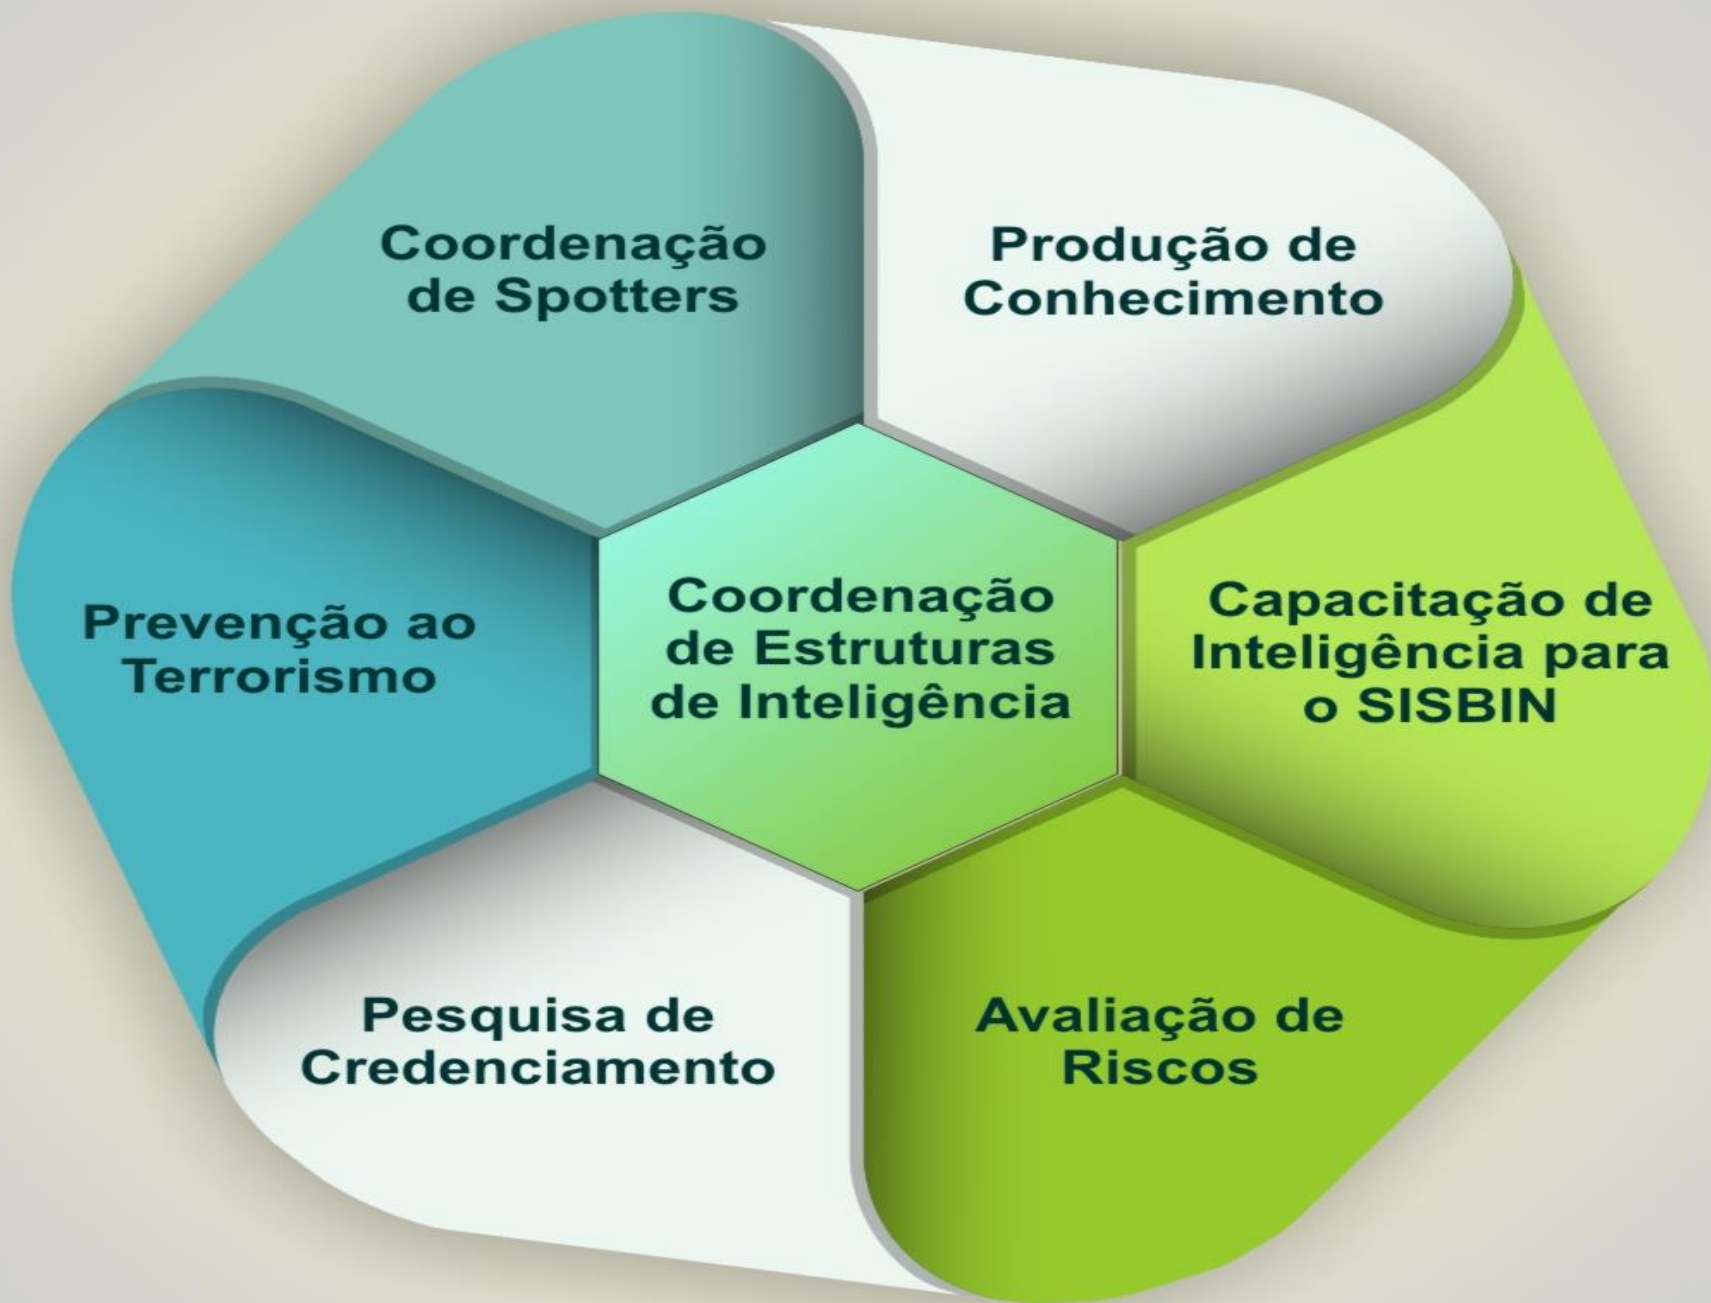 Coordenação
de Spotters
Produção de
Conhecimento
Prevenção ao
Terrorismo
Coordenação
de Estruturas
de Inteligência
Capacitação de
Inteligência para
o SISBIN
Pesquisa de
Credenciamento
Avaliação de
Riscos